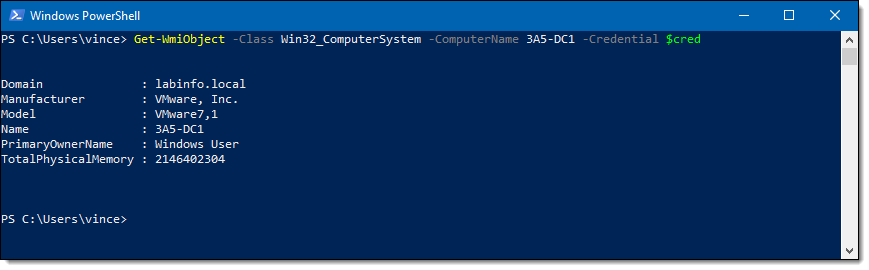 Windows PowerShell
PS C:\Users\vince> Get-WmiObject -Class Win32_ComputerSystem -ComputerName 3A5-DC1 -Credential $cred
Domain : labinfo.local
Manufacturer : VMware, Inc.
Model : VMware7,1
Name : 3A5-DC1
PrimaryOwnerName : Windows User
TotalPhysicalMemory : 2146402304
PS C:\Users\vince>